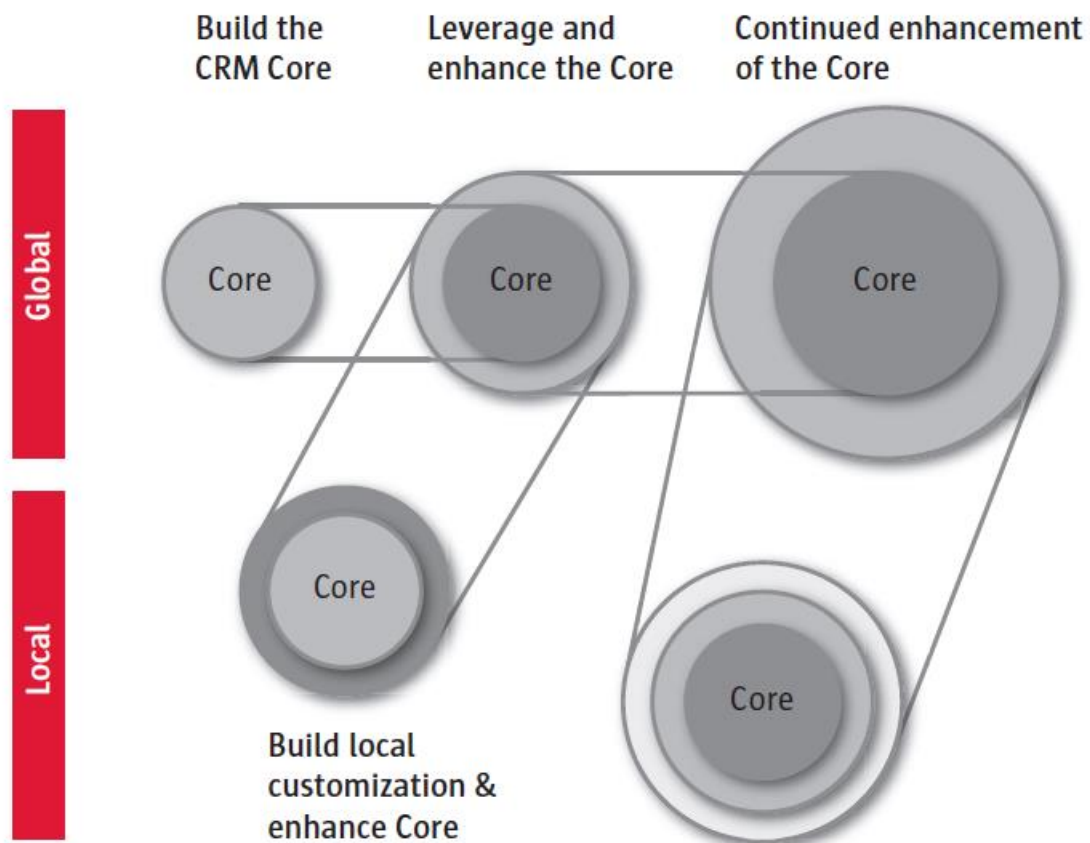 Build the
CRM Core
Leverage and
enhance the Core
Continued enhancement
of the Core
Global
Core
Core
Core
Local
Core
Core
Build local
customization &
enhance Core